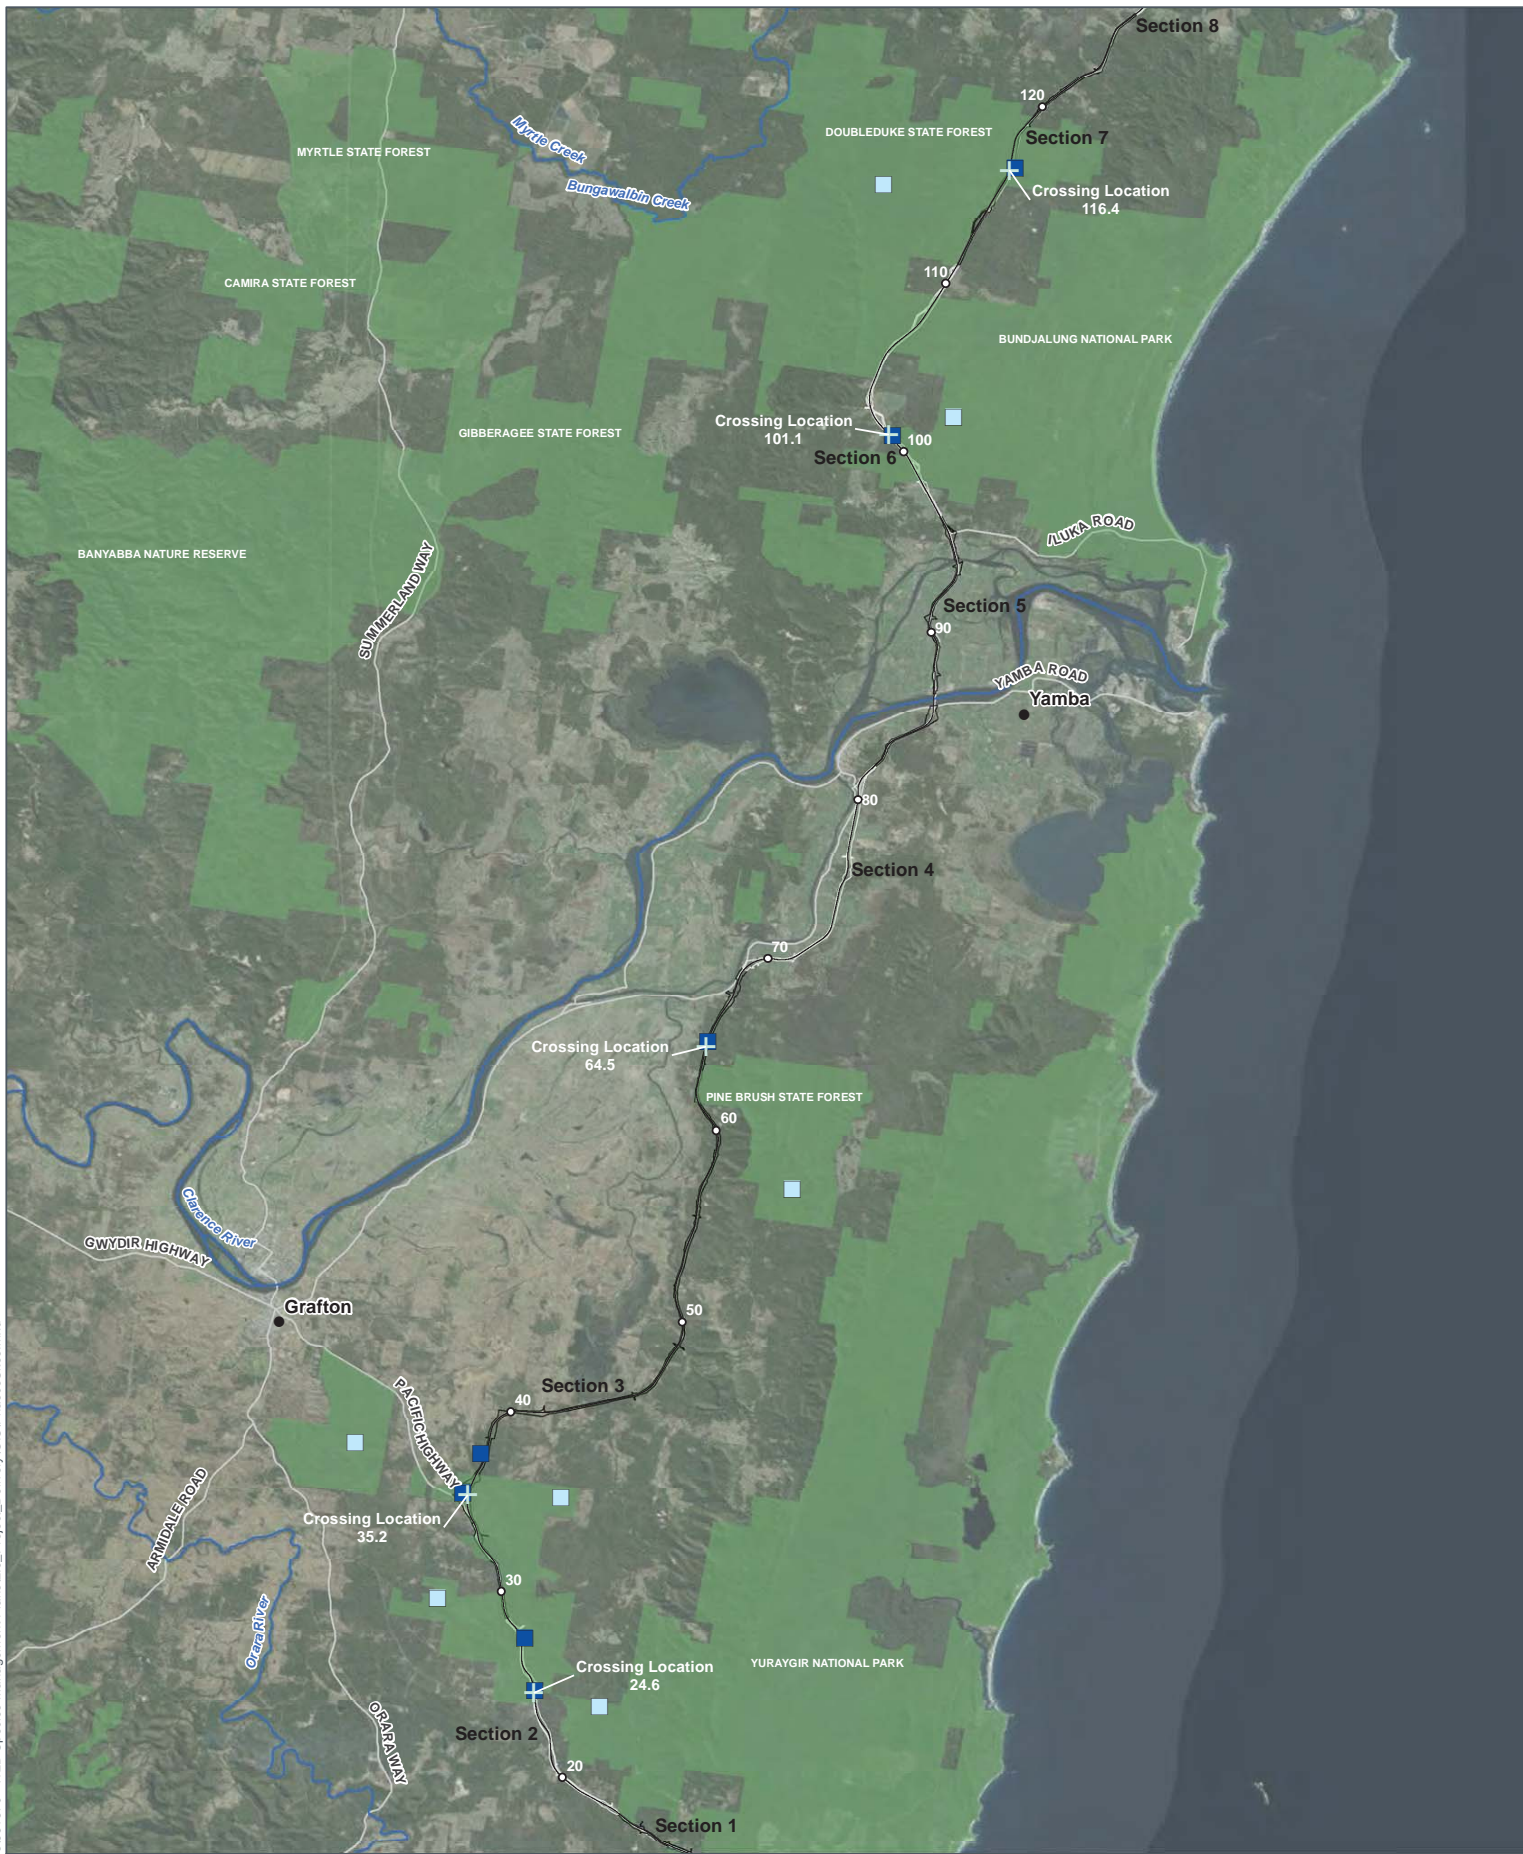 Section 8
120
DOUBLEDUKE STATE FOREST
Section 7
Myrtle Creek
MYRTLE STATE FOREST
Bungawalbin Creek
Crossing Location
116.4
110
CAMIRA STATE FOREST
BUNDJALUNG NATIONAL PARK
Crossing Location
101.1
100
GIBBERAGEE STATE FOREST
Section 6
ILUKA ROAD
BANYABBA NATURE RESERVE
SUMMERLAND WAY
Section 5
90
YAMBA ROAD
Yamba
80
Section 4
70
Crossing Location
64.5
PINE BRUSH STATE FOREST
60
Clarence River
GWYDIR HIGHWAY
Grafton
50
Section 3
40
PACIFIC HIGHWAY
ARMIDALE ROAD
Crossing Location
35.2
30
Orara River
Crossing Location
24.6
YURAYGIR NATIONAL PARK
ORARA WAY
Section 2
20
Section 1